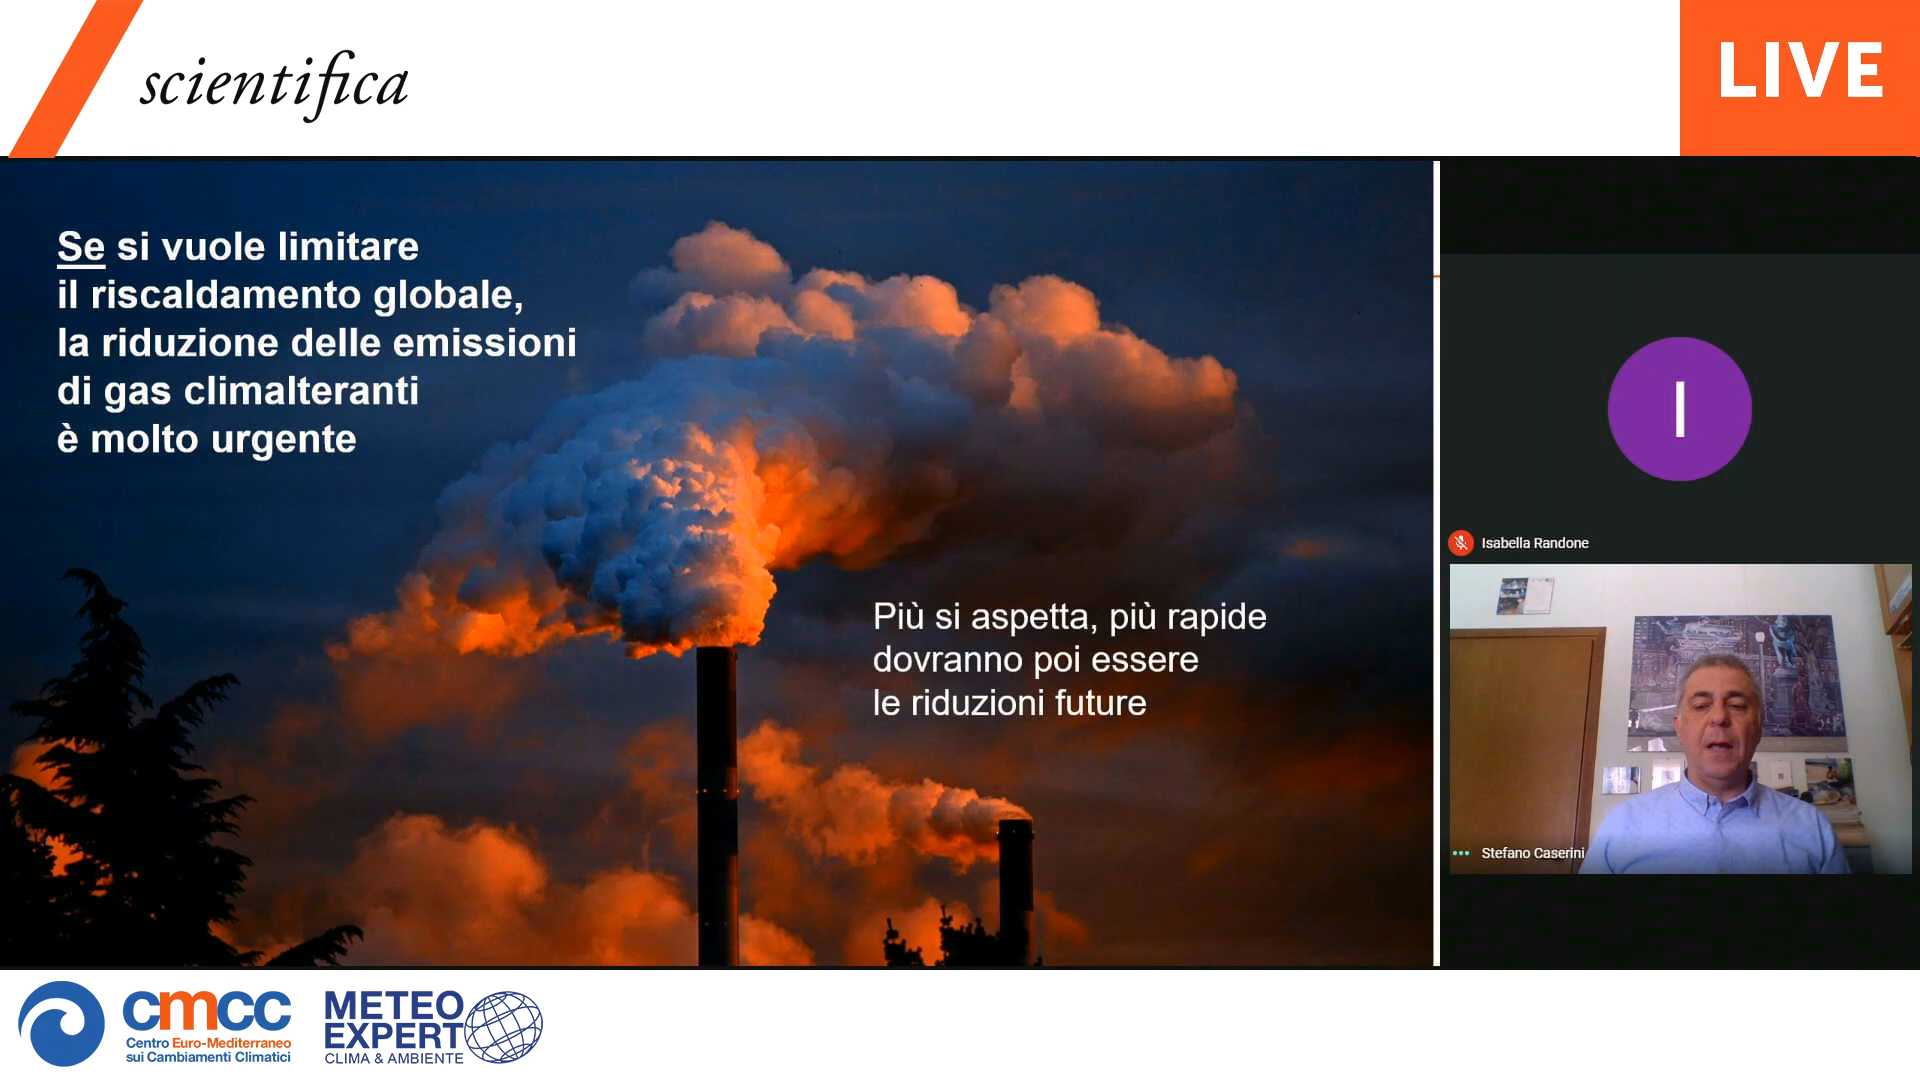 scientifica
LIVE
Se si vuole limitare
il riscaldamento globale,
la riduzione delle emissioni
di gas climalteranti
è molto urgente
Più si aspetta, più rapide
dovranno poi essere
le riduzioni future
I
Isabella Randone
Stefano Caserini
cmcc
Centro Euro-Mediterraneo
sui Cambiamenti Climatici
METEO
EXPERT
CLIMA & AMBIENTE